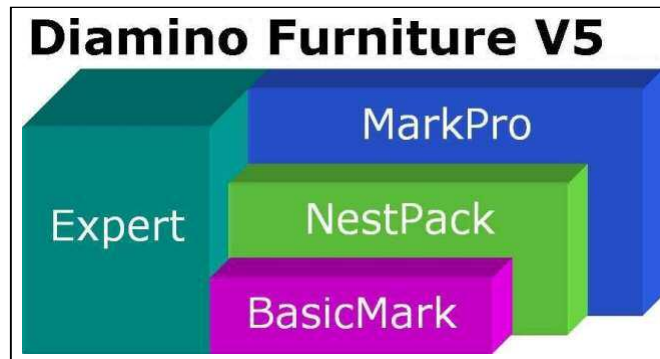 Diamino Furniture V5
MarkPro
Expert
NestPack
BasicMark